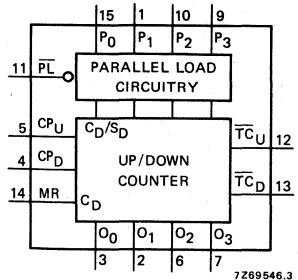 15 1 10 9
P0 P1 P2 P3
11 PL
PARALLEL LOAD
CIRCUITRY
5 CPU
CD/SD
TCU 12
4 CPD
UP/DOWN
COUNTER
TCD 13
14 MR
CD
O0 O1 O2 O3
3 2 6 7
7Z69546.3